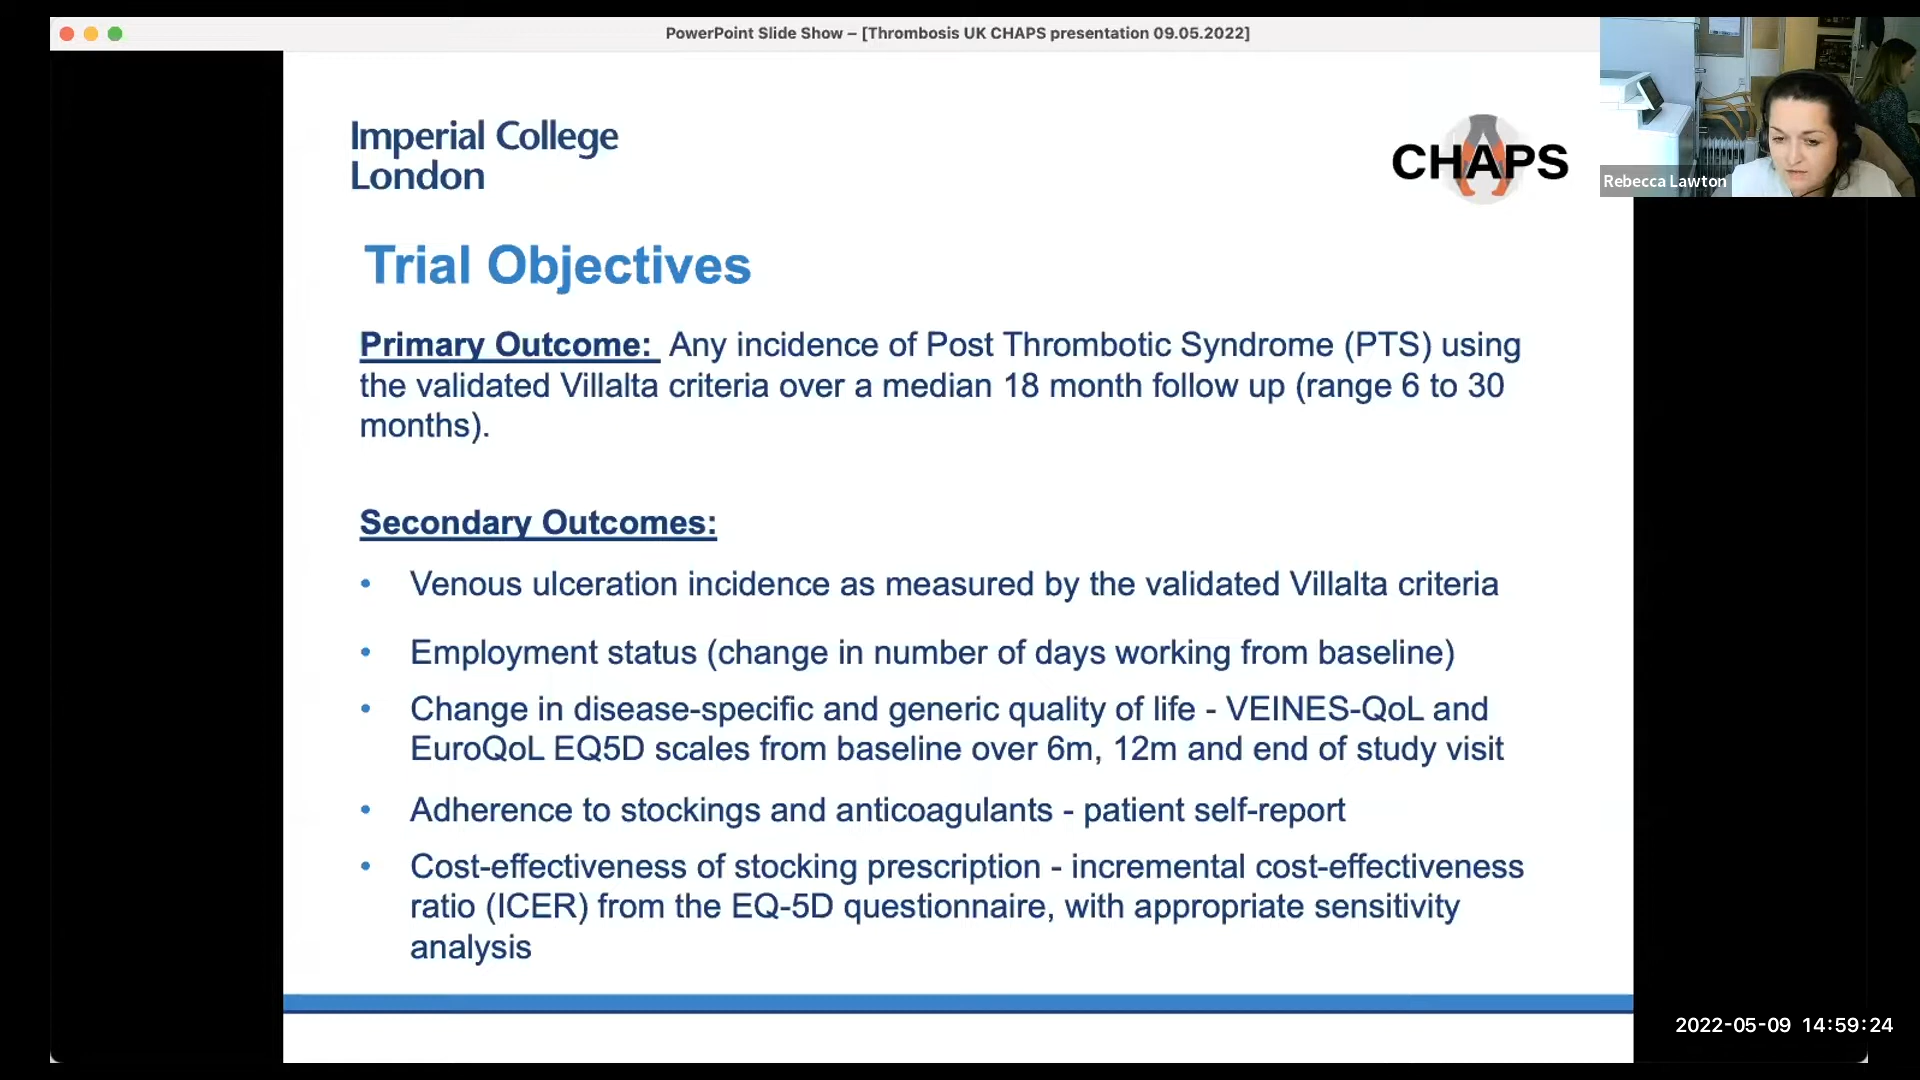 PowerPoint Slide Show – [Thrombosis UK CHAPS presentation 09.05.2022]
Imperial College
London
CHAPS
Rebecca Lawton
Trial Objectives
Primary Outcome: Any incidence of Post Thrombotic Syndrome (PTS) using
the validated Villalta criteria over a median 18 month follow up (range 6 to 30
months).
Secondary Outcomes:
• Venous ulceration incidence as measured by the validated Villalta criteria
• Employment status (change in number of days working from baseline)
• Change in disease-specific and generic quality of life - VEINES-QoL and
EuroQoL EQ5D scales from baseline over 6m, 12m and end of study visit
• Adherence to stockings and anticoagulants - patient self-report
• Cost-effectiveness of stocking prescription - incremental cost-effectiveness
ratio (ICER) from the EQ-5D questionnaire, with appropriate sensitivity
analysis
2022-05-09 14:59:24